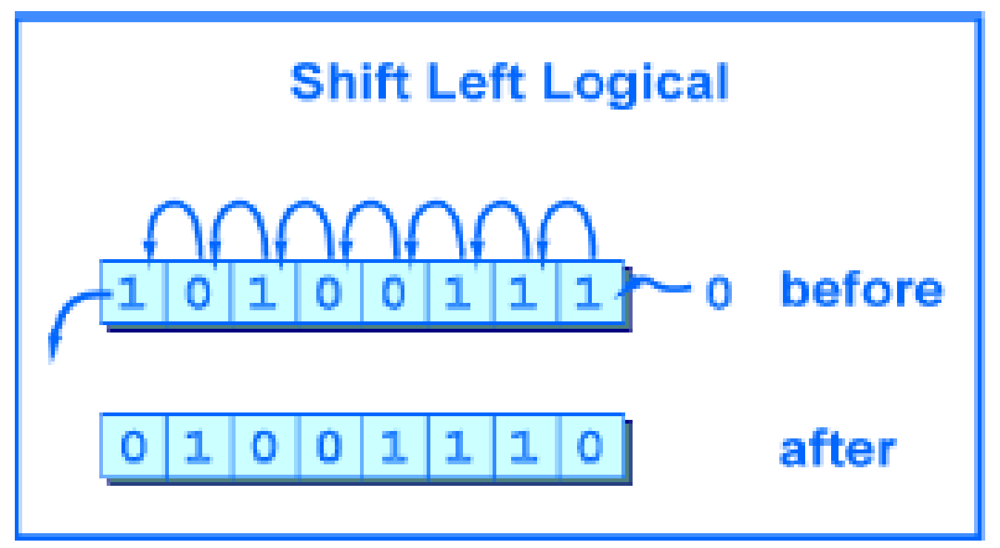 Shift Left Logical
1 0 1 0 0 1 1 1 0 before
0 1 0 0 1 1 1 0 after